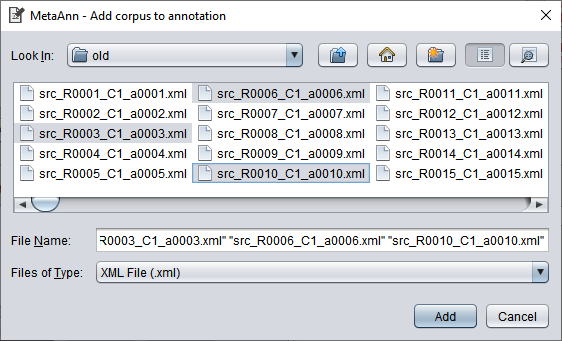 MetaAnn - Add corpus to annotation
Look In: old
src_R0001_C1_a0001.xml src_R0006_C1_a0006.xml src_R0011_C1_a0011.xml
src_R0002_C1_a0002.xml src_R0007_C1_a0007.xml src_R0012_C1_a0012.xml
src_R0003_C1_a0003.xml src_R0008_C1_a0008.xml src_R0013_C1_a0013.xml
src_R0004_C1_a0004.xml src_R0009_C1_a0009.xml src_R0014_C1_a0014.xml
src_R0005_C1_a0005.xml src_R0010_C1_a0010.xml src_R0015_C1_a0015.xml
File Name: R0003_C1_a0003.xml" "src_R0006_C1_a0006.xml" "src_R0010_C1_a0010.xml"
Files of Type: XML File (.xml)
Add Cancel